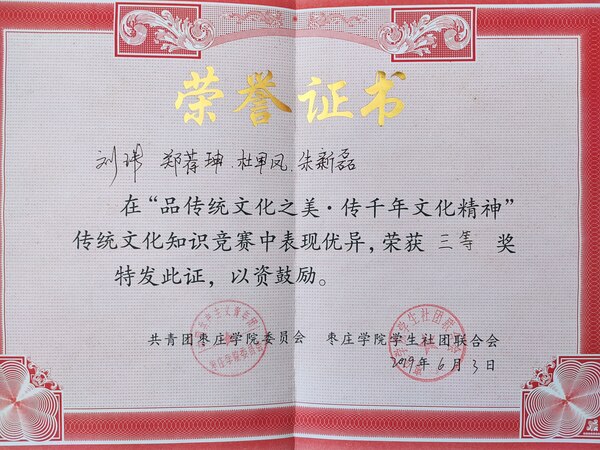 荣誉证书
刘玮 郑荐珅.杜甲凤.朱新磊
在“品传统文化之美·传千年文化精神”
传统文化知识竞赛中表现优异，荣获 三等 奖
特发此证，以资鼓励。
共青团枣庄学院委员会 枣庄学院学生社团联合会
2019年6月3日